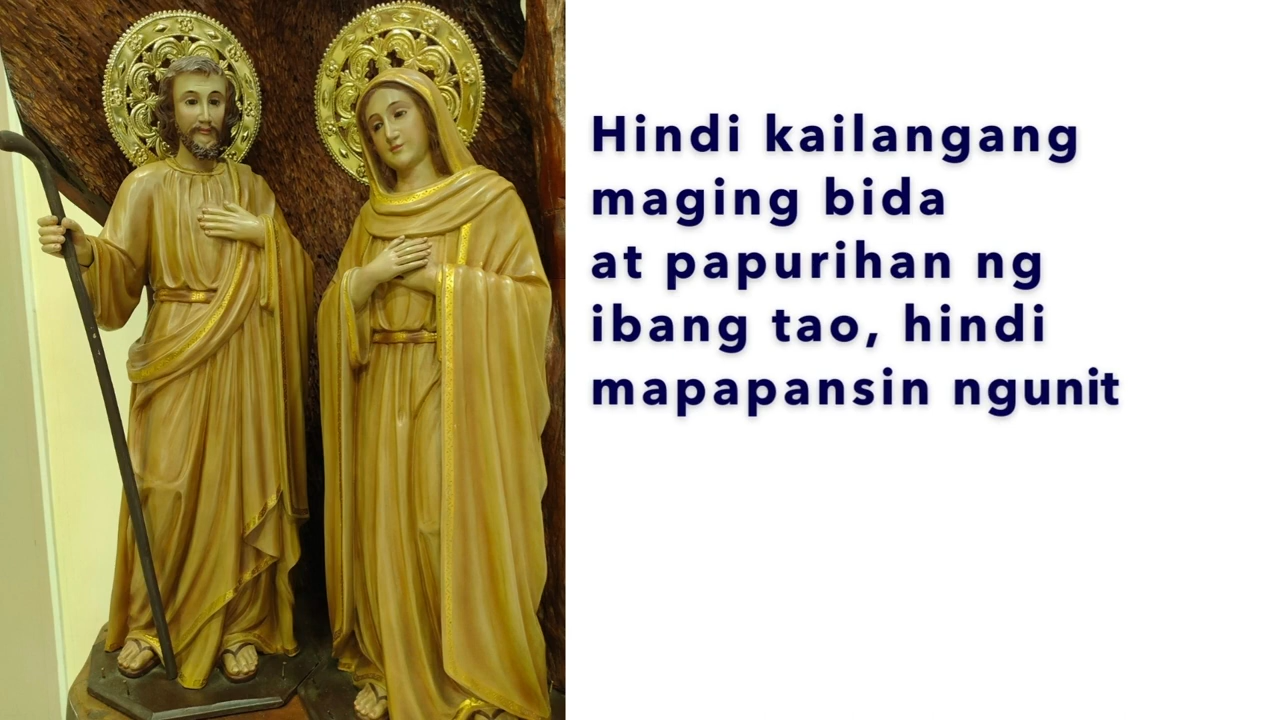 Hindi kailangang
maging bida
at papurihan ng
ibang tao, hindi
mapapansin ngunit